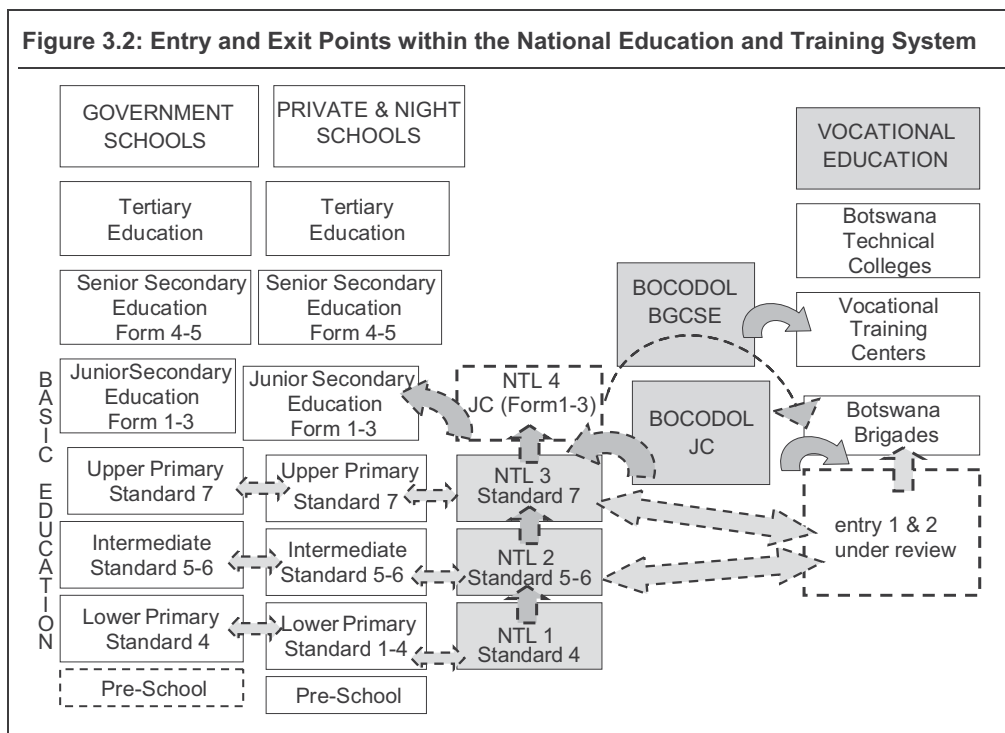 Figure 3.2: Entry and Exit Points within the National Education and Training System
GOVERNMENT
SCHOOLS
PRIVATE & NIGHT
SCHOOLS
VOCATIONAL
EDUCATION
Tertiary
Education
Tertiary
Education
Botswana
Technical
Colleges
Senior Secondary
Education
Form 4-5
Senior Secondary
Education
Form 4-5
BOCODOL
BGCSE
Vocational
Training
Centers
BASIC EDUCATION
JuniorSecondary
Education
Form 1-3
Junior Secondary
Education
Form 1-3
NTL 4
JC (Form1-3)
BOCODOL
JC
Botswana
Brigades
Upper Primary
Standard 7
Upper Primary
Standard 7
NTL 3
Standard 7
entry 1 & 2
under review
Intermediate
Standard 5-6
Intermediate
Standard 5-6
NTL 2
Standard 5-6
Lower Primary
Standard 4
Lower Primary
Standard 1-4
NTL 1
Standard 4
Pre-School
Pre-School